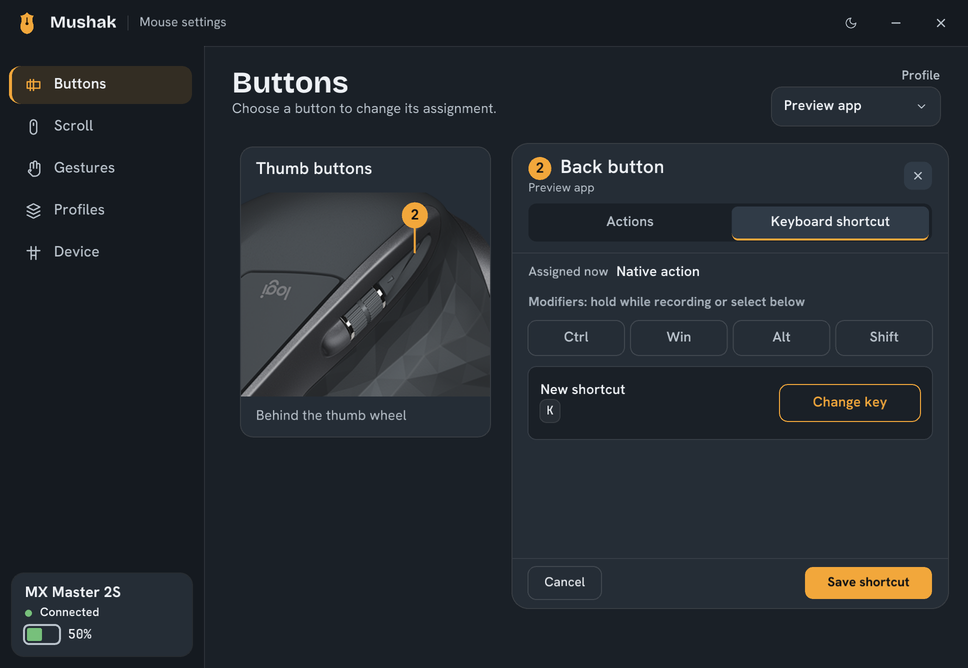 Mushak
Mouse settings
Buttons
Scroll
Gestures
Profiles
Device
MX Master 2S
Connected
50%
Buttons
Choose a button to change its assignment.
Profile
Preview app
Thumb buttons
2
logi
Behind the thumb wheel
2 Back button
Preview app
Actions
Keyboard shortcut
Assigned now Native action
Modifiers: hold while recording or select below
Ctrl
Win
Alt
Shift
New shortcut
K
Change key
Cancel
Save shortcut